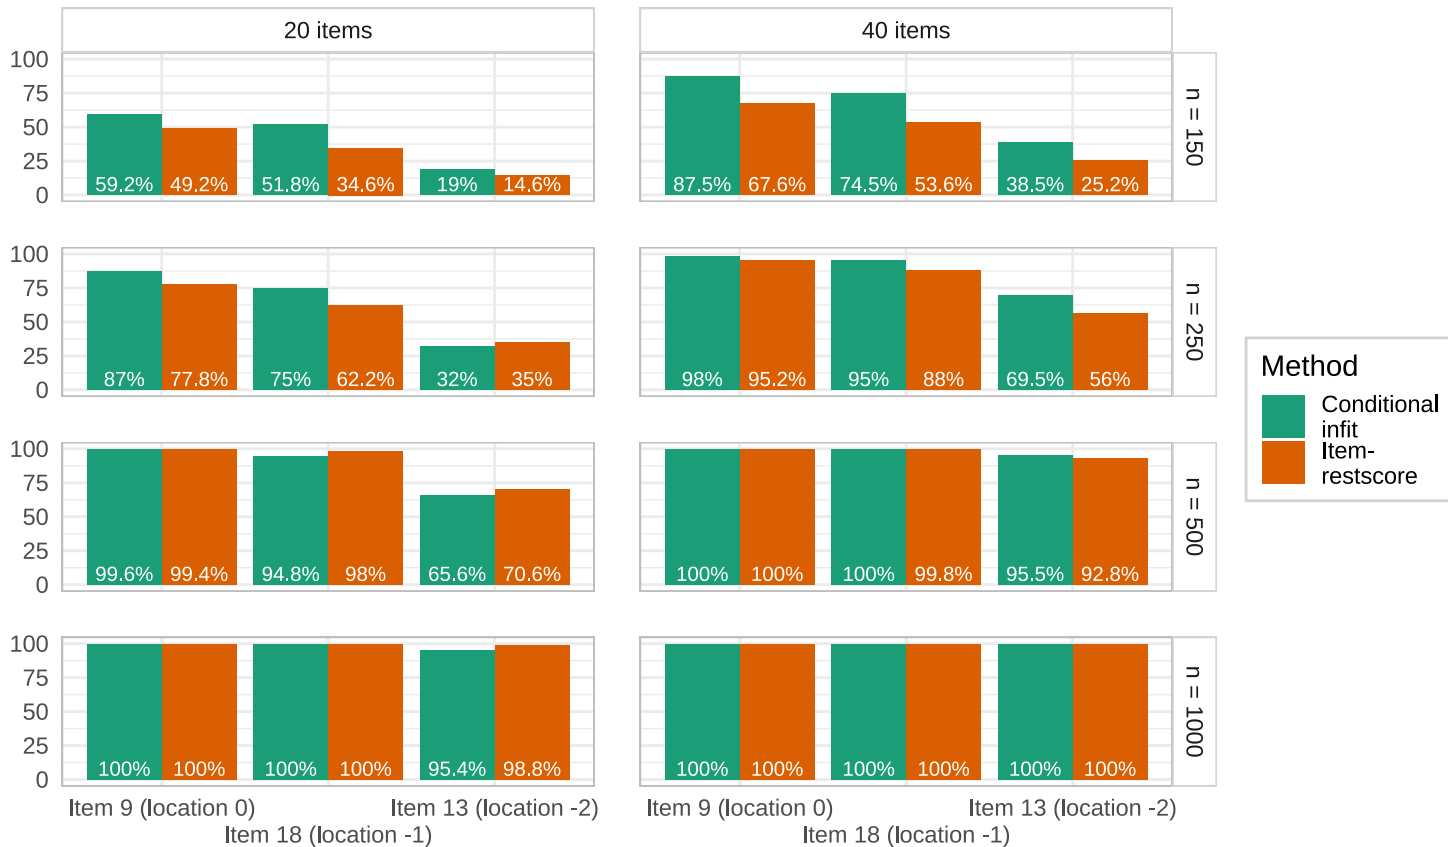 20 items
40 items
100
75
50
25
0
59.2% 49.2% 51.8% 34.6% 19% 14.6%
87.5% 67.6% 74.5% 53.6% 38.5% 25.2%
n = 150
100
75
50
25
0
87% 77.8% 75% 62.2% 32% 35%
98% 95.2% 95% 88% 69.5% 56%
n = 250
100
75
50
25
0
99.6% 99.4% 94.8% 98% 65.6% 70.6%
100% 100% 100% 99.8% 95.5% 92.8%
n = 500
100
75
50
25
0
100% 100% 100% 100% 95.4% 98.8%
100% 100% 100% 100% 100% 100%
n = 1000
Item 9 (location 0) Item 13 (location -2)
Item 18 (location -1)
Item 9 (location 0) Item 13 (location -2)
Item 18 (location -1)
Method
Conditional
infit
Item-
restscore